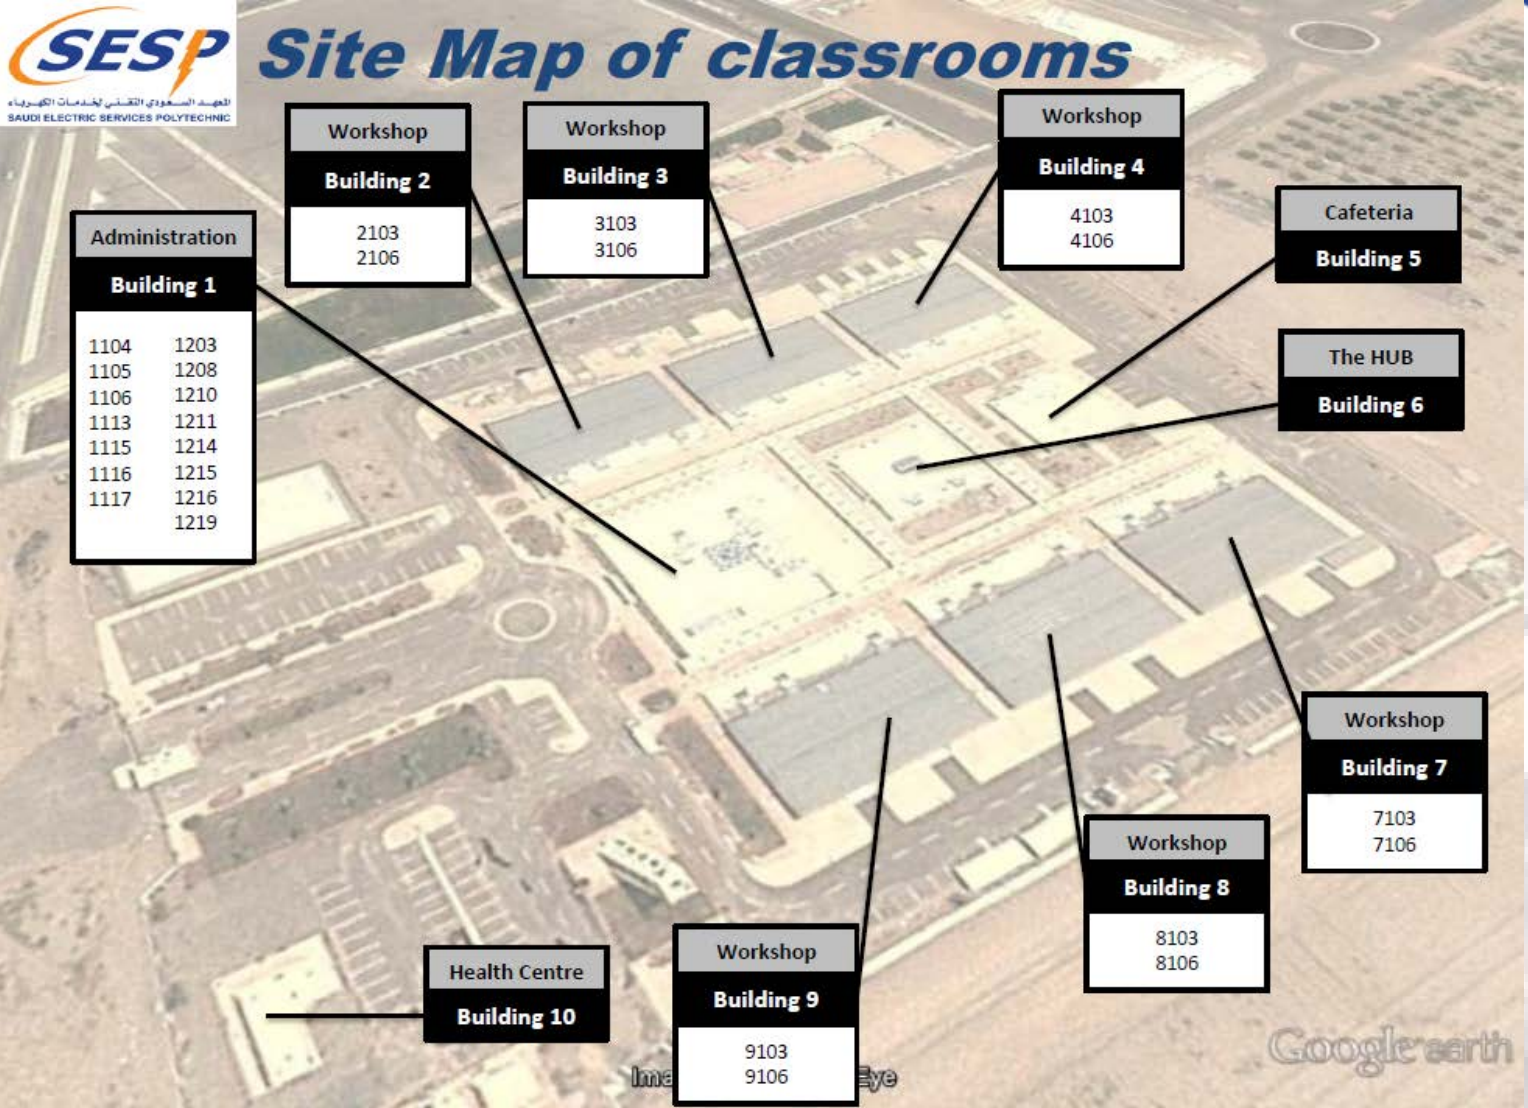 SESP
المعهد السعودي التقني لخدمات الكهرباء
SAUDI ELECTRIC SERVICES POLYTECHNIC
Site Map of classrooms
Workshop
Building 2
2103
2106
Workshop
Building 3
3103
3106
Workshop
Building 4
4103
4106
Cafeteria
Building 5
Administration
Building 1
1104 1203
1105 1208
1106 1210
1113 1211
1115 1214
1116 1215
1117 1216
1219
The HUB
Building 6
Workshop
Building 7
7103
7106
Workshop
Building 8
8103
8106
Workshop
Building 9
9103
9106
Health Centre
Building 10
Google earth
Ima
Eye